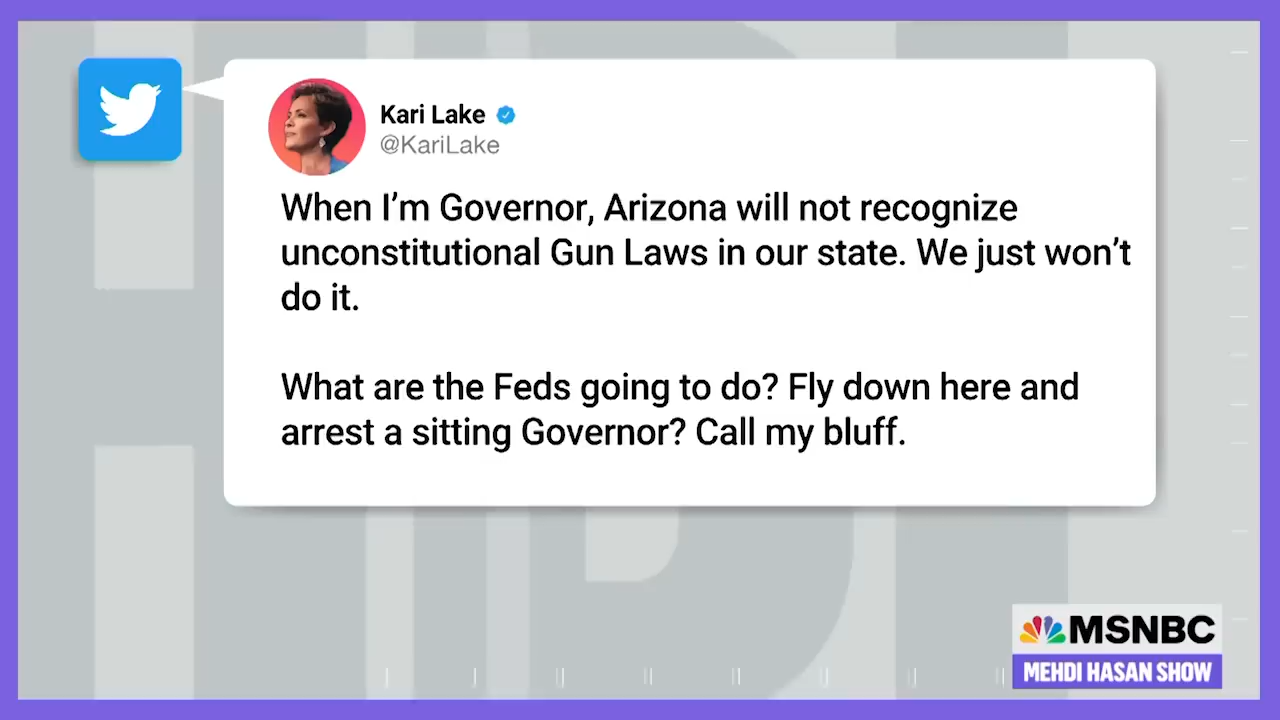 Kari Lake
@KariLake
When I’m Governor, Arizona will not recognize
unconstitutional Gun Laws in our state. We just won’t
do it.
What are the Feds going to do? Fly down here and
arrest a sitting Governor? Call my bluff.
MSNBC
MEHDI HASAN SHOW